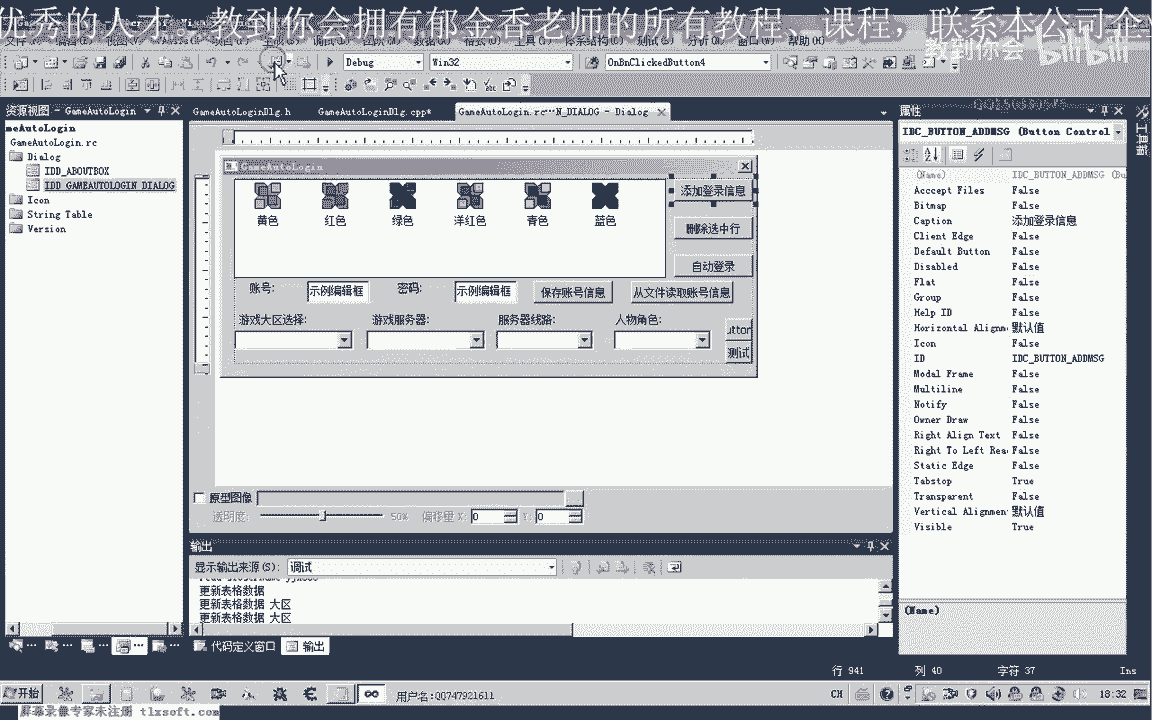 优秀的人才。教到你会拥有郁金香老师的所有教程、课程，联系本公司企业
教到你会 bilibili
Debug Win32 OnBnClickedButton4
资源视图 - GameAutoLogin
GameAutoLoginDlg.h GameAutoLoginDlg.cpp* GameAutoLogin.rc...N_DIALOG - Dialog
属性
工具箱
meAutoLogin
GameAutoLogin.rc
Dialog
IDD_ABOUTBOX
IDD_GAMEAUTOLOGIN_DIALOG
Icon
String Table
Version
GameAutoLogin
黄色 红色 绿色 洋红色 青色 蓝色
添加登录信息
删除选中行
自动登录
账号: 示例编辑框 密码: 示例编辑框 保存账号信息 从文件读取账号信息
游戏大区选择: 游戏服务器: 服务器线路: 人物角色:
utton
测试
原型图像
透明度: 50% 偏移量 X: 0 Y: 0
IDC_BUTTON_ADDMSG (Button Control
(Name) IDC_BUTTON_ADDMSG (Bu
Accept Files False
Bitmap False
Caption 添加登录信息
Client Edge False
Default Button False
Disabled False
Flat False
Group False
Help ID False
Horizontal Alignm 默认值
Icon False
ID IDC_BUTTON_ADDMSG
Modal Frame False
Multiline False
Notify False
Owner Draw False
Right Align Text False
Right To Left Rea False
Static Edge False
Tabstop True
Transparent False
Vertical Alignmen 默认值
Visible True
(Name)
输出
显示输出来源(S): 调试
更新表格数据
更新表格数据 大区
更新表格数据 大区
代码定义窗口 输出
行 941 列 40 字符 37 Ins
开始 用户名:QQ747921611 CH 18:32
屏幕录像专家未注册 tlxsoft.com